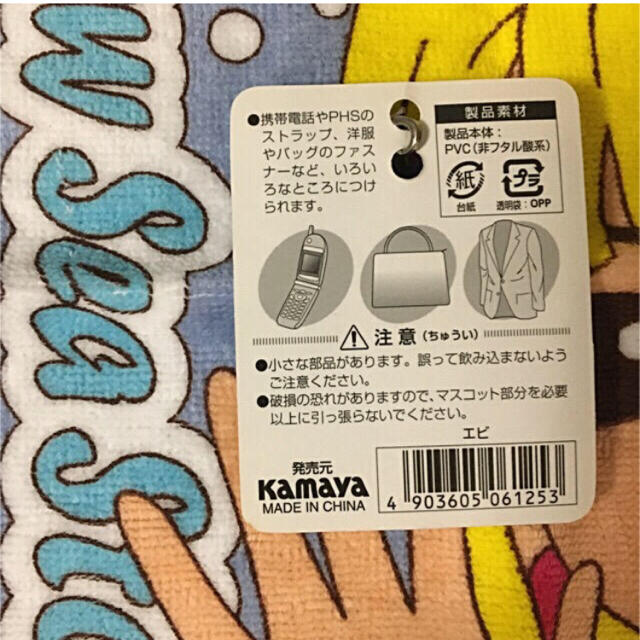 w Sea Sto
●携帯電話やPHSの
ストラップ、洋服
やバッグのファス
ナーなど、いろい
ろなところにつけ
られます。
製品素材
製品本体:
PVC(非フタル酸系)
紙
プラ
台紙
透明袋:OPP
注意(ちゅうい)
●小さな部品があります。誤って飲み込まないよう
ご注意ください。
●破損の恐れがありますので、マスコット部分を必要
以上に引っ張らないでください。
エビ
発売元
Kamaya
MADE IN CHINA
4 903605 061253